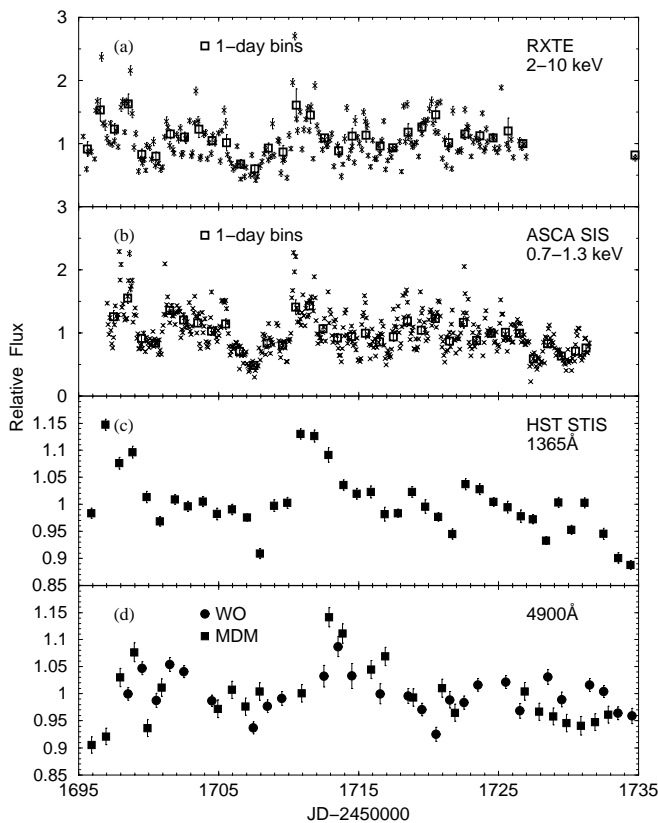 3
(a)
1−day bins
RXTE
2−10 keV
2
1
0
3
(b)
1−day bins
ASCA SIS
0.7−1.3 keV
2
1
0
Relative Flux
(c)
HST STIS
1365Å
1.15
1.1
1.05
1
0.95
0.9
0.85
(d)
WO
MDM
4900Å
1.15
1.1
1.05
1
0.95
0.9
0.85
1695
1705
1715
1725
1735
JD−2450000